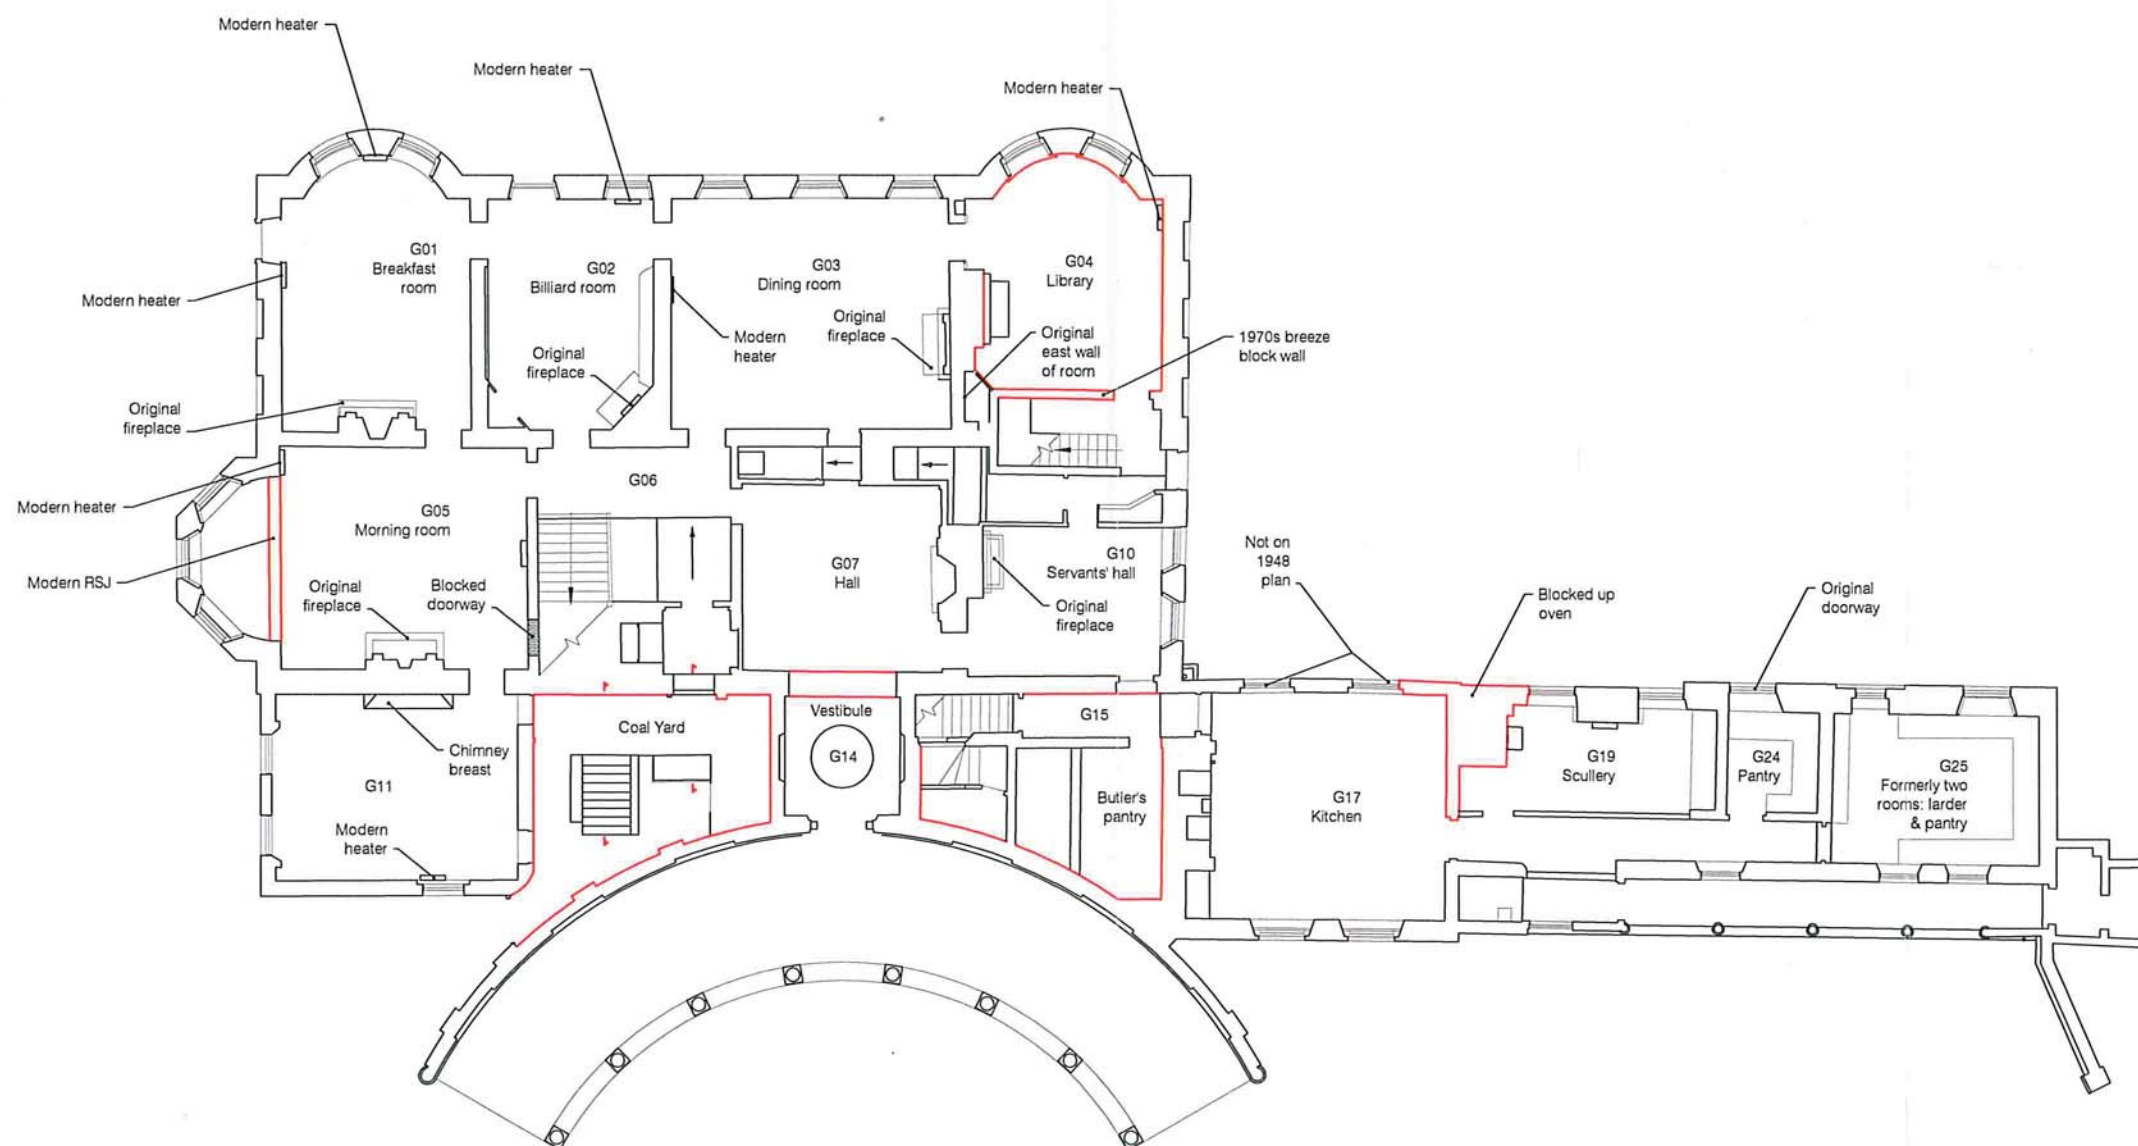 Modern heater
Modern heater
Modern heater
G01
Breakfast
room
G02
Billiard room
G03
Dining room
G04
Library
Modern heater
Original
fireplace
Modern
heater
Original
fireplace
Original
east wall
of room
1970s breeze
block wall
Original
fireplace
Modern heater
G05
Morning room
G06
G07
Hall
G10
Servants' hall
Not on
1948
plan
Modern RSJ
Original
fireplace
Blocked
doorway
Original
fireplace
Blocked up
oven
Original
doorway
Coal Yard
Vestibule
G14
G15
Chimney
breast
G11
Modern
heater
Butler's
pantry
G17
Kitchen
G19
Scullery
G24
Pantry
G25
Formerly two
rooms: larder
& pantry